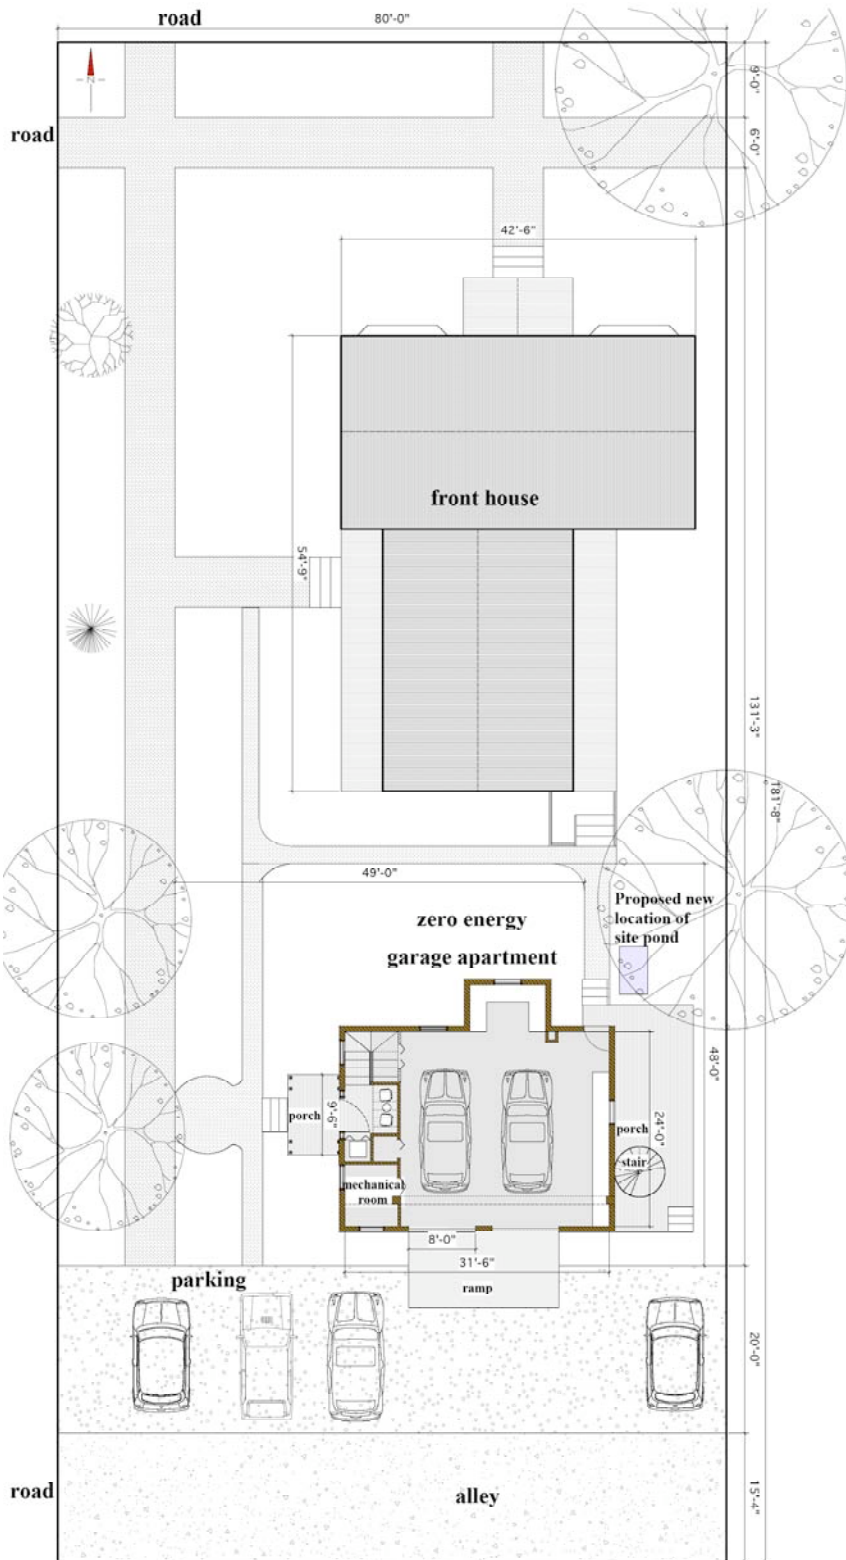 road
80'-0"
N
9'-0"
road
6'-0"
42'-6"
front house
54'-9"
131'-3"
181'-8"
49'-0"
Proposed new
location of
site pond
zero energy
garage apartment
48'-0"
porch
9'-6"
24'-0"
porch
stair
mechanical
room
8'-0"
31'-6"
parking
ramp
20'-0"
road
alley
15'-4"